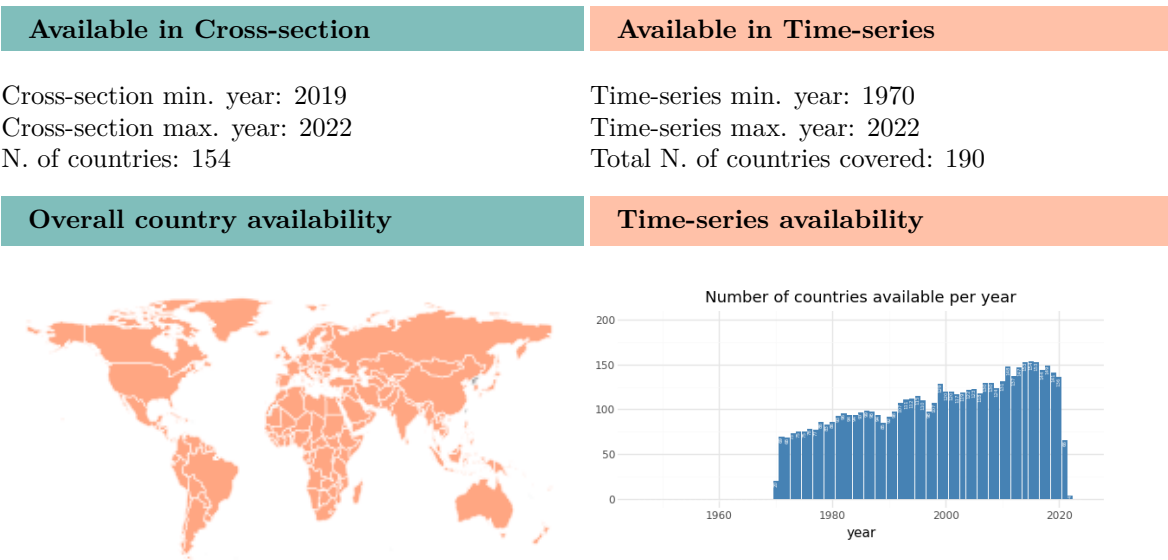 Available in Cross-section
Available in Time-series
Cross-section min. year: 2019
Cross-section max. year: 2022
N. of countries: 154
Time-series min. year: 1970
Time-series max. year: 2022
Total N. of countries covered: 190
Overall country availability
Time-series availability
Number of countries available per year
200
150
100
50
0
1960
1980
2000
2020
year